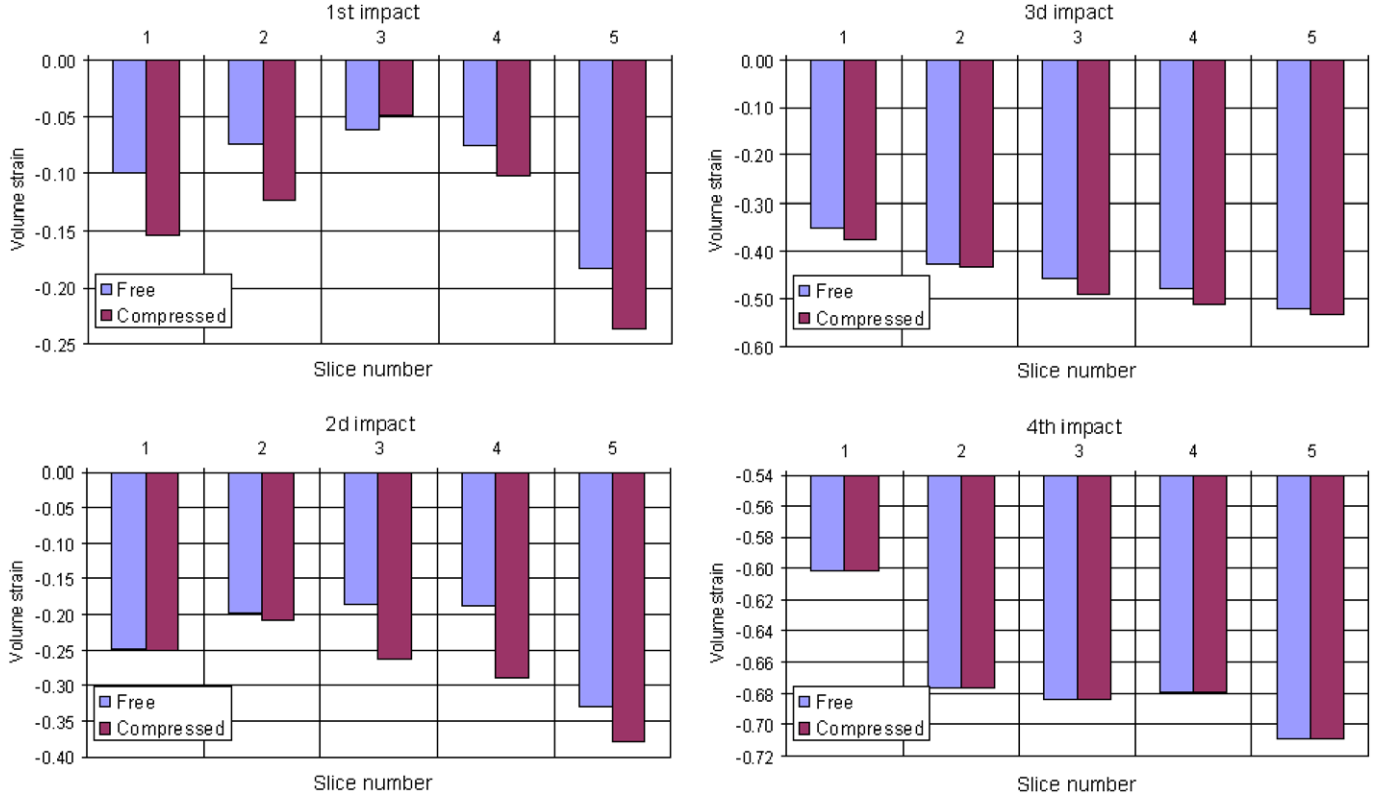 1st impact
1 2 3 4 5
0.00
-0.05
-0.10
-0.15
-0.20
-0.25
Volume strain
Free
Compressed
Slice number
3d impact
1 2 3 4 5
0.00
-0.10
-0.20
-0.30
-0.40
-0.50
-0.60
Volume strain
Free
Compressed
Slice number
2d impact
1 2 3 4 5
0.00
-0.05
-0.10
-0.15
-0.20
-0.25
-0.30
-0.35
-0.40
Volume strain
Free
Compressed
Slice number
4th impact
1 2 3 4 5
-0.54
-0.56
-0.58
-0.60
-0.62
-0.64
-0.66
-0.68
-0.70
-0.72
Volume strain
Free
Compressed
Slice number